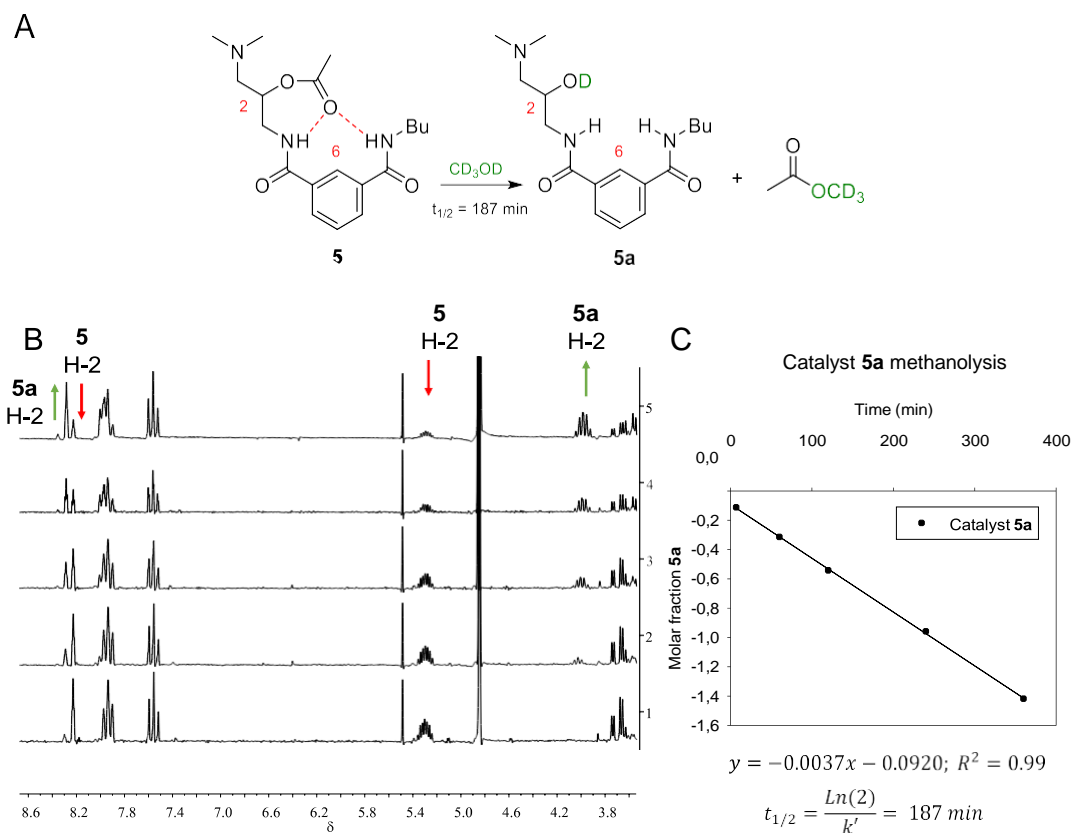 A
N
O
O
2
N
H
HN
Bu
6
O
O
5
CD₃OD
t₁/₂ = 187 min
N
OD
2
N
H
H
N
Bu
6
O
O
5a
+
O
OCD₃
B
5
H-2
5a
H-2
5
H-2
5a
H-2
5
4
3
2
1
8.6 8.2 7.8 7.4 7.0 6.6 6.2 5.8 5.4 5.0 4.6 4.2 3.8
δ
C
Catalyst 5a methanolysis
Time (min)
0 100 200 300 400
0,0
-0,2
-0,4
-0,6
-0,8
-1,0
-1,2
-1,4
-1,6
Molar fraction 5a
Catalyst 5a
y = −0.0037x − 0.0920; R² = 0.99
t₁/₂ = Ln(2)/k′ = 187 min